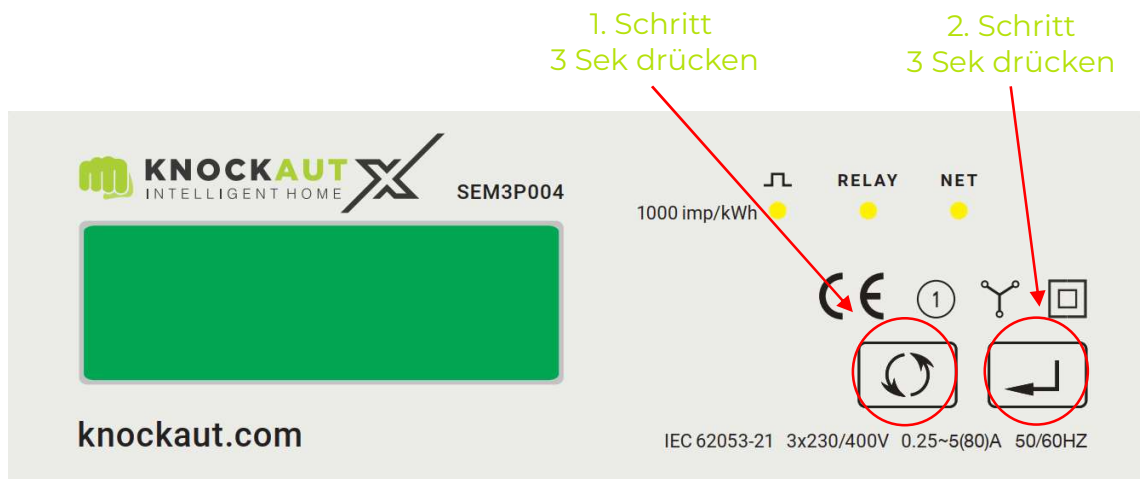 1. Schritt
3 Sek drücken
2. Schritt
3 Sek drücken
KNOCKAUT X
INTELLIGENT HOME
SEM3P004
RELAY NET
1000 imp/kWh
CE 1
knockaut.com
IEC 62053-21 3x230/400V 0.25~5(80)A 50/60HZ